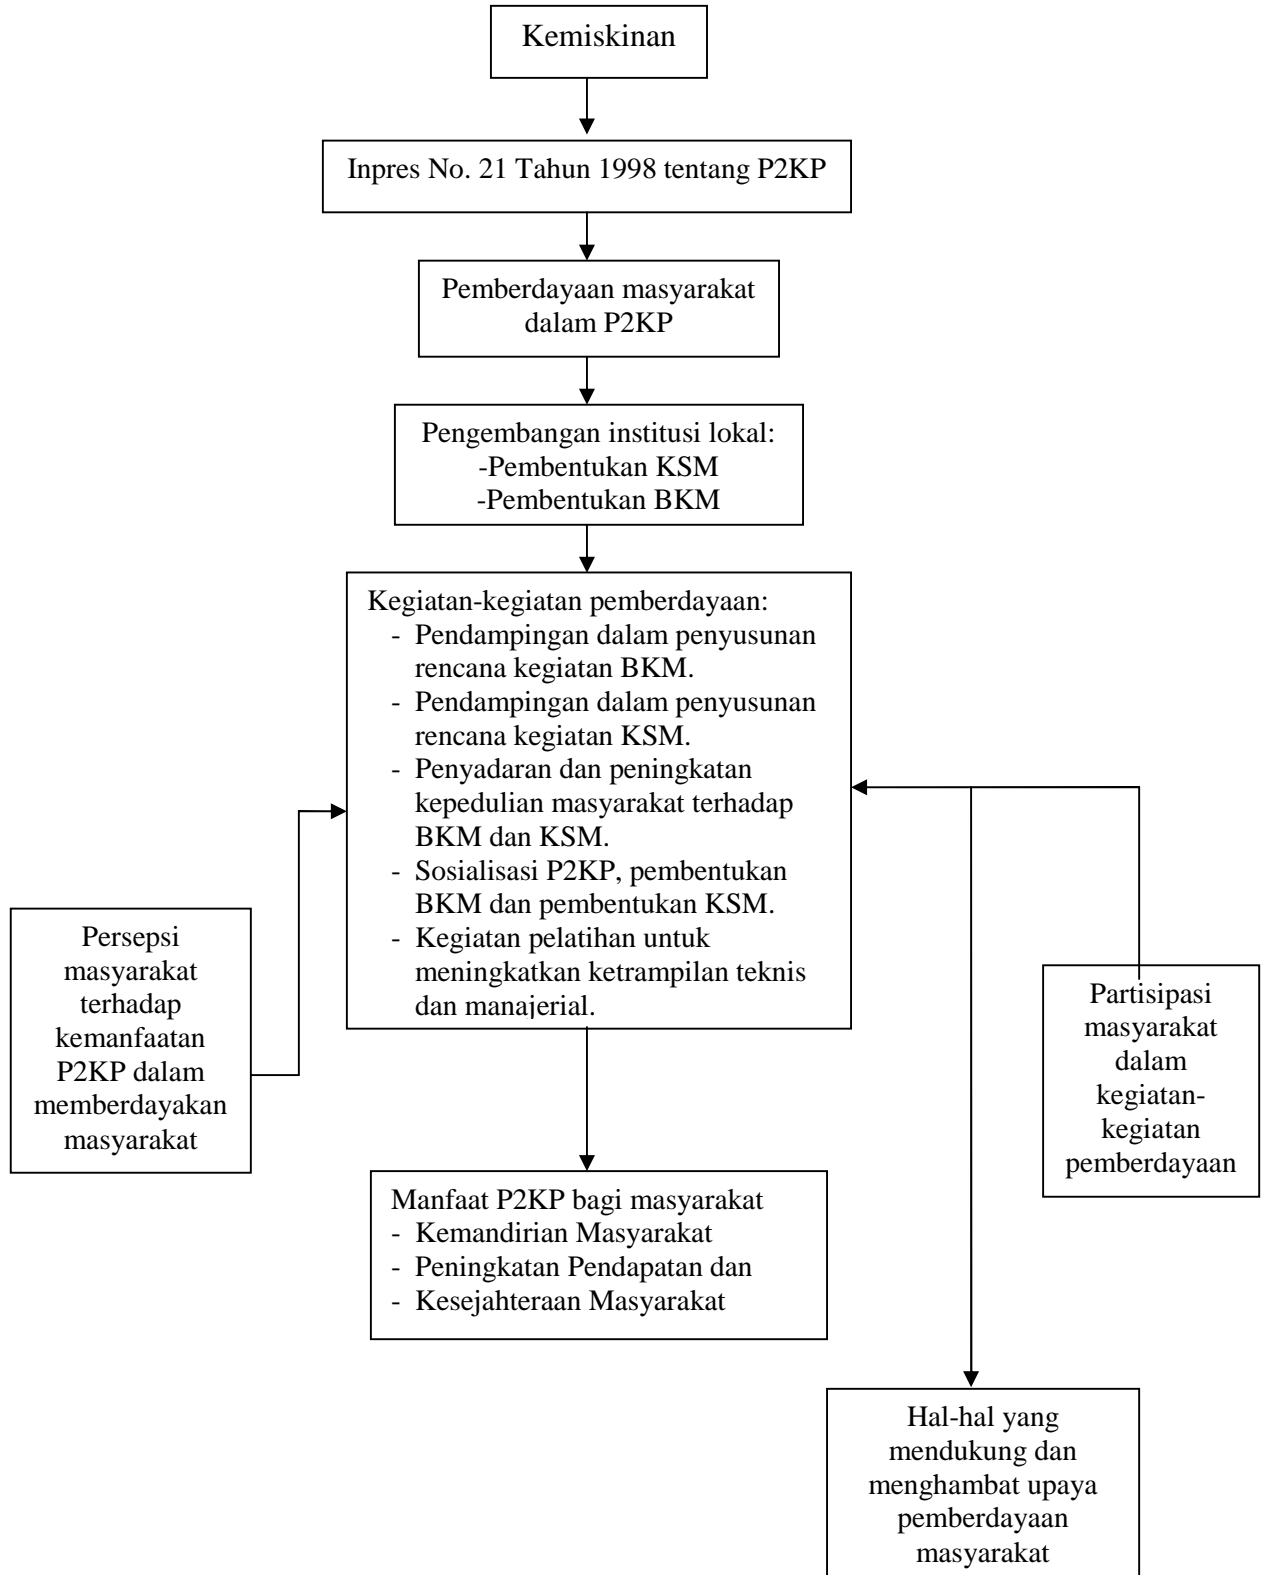 Kemiskinan
Inpres No. 21 Tahun 1998 tentang P2KP
Pemberdayaan masyarakat
dalam P2KP
Pengembangan institusi lokal:
-Pembentukan KSM
-Pembentukan BKM
Kegiatan-kegiatan pemberdayaan:
- Pendampingan dalam penyusunan
rencana kegiatan BKM.
- Pendampingan dalam penyusunan
rencana kegiatan KSM.
- Penyadaran dan peningkatan
kepedulian masyarakat terhadap
BKM dan KSM.
- Sosialisasi P2KP, pembentukan
BKM dan pembentukan KSM.
- Kegiatan pelatihan untuk
meningkatkan ketrampilan teknis
dan manajerial.
Persepsi
masyarakat
terhadap
kemanfaatan
P2KP dalam
memberdayakan
masyarakat
Partisipasi
masyarakat
dalam
kegiatan-
kegiatan
pemberdayaan
Manfaat P2KP bagi masyarakat
- Kemandirian Masyarakat
- Peningkatan Pendapatan dan
- Kesejahteraan Masyarakat
Hal-hal yang
mendukung dan
menghambat upaya
pemberdayaan
masyarakat